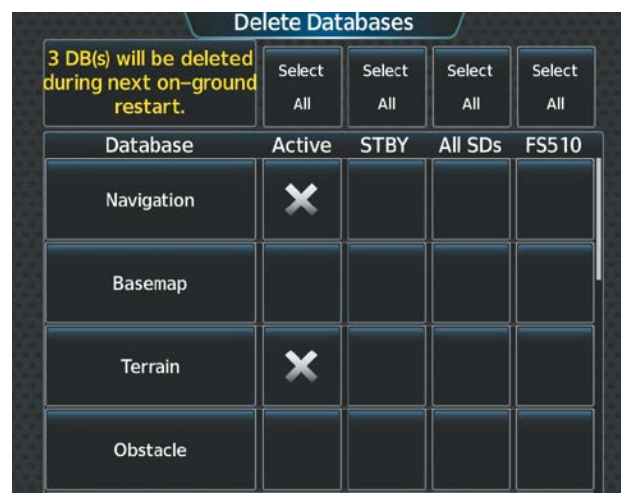 Delete Databases
3 DB(s) will be deleted
during next on-ground
restart.
Select
All
Select
All
Select
All
Select
All
Database Active STBY All SDs FS510
Navigation
Basemap
Terrain
Obstacle